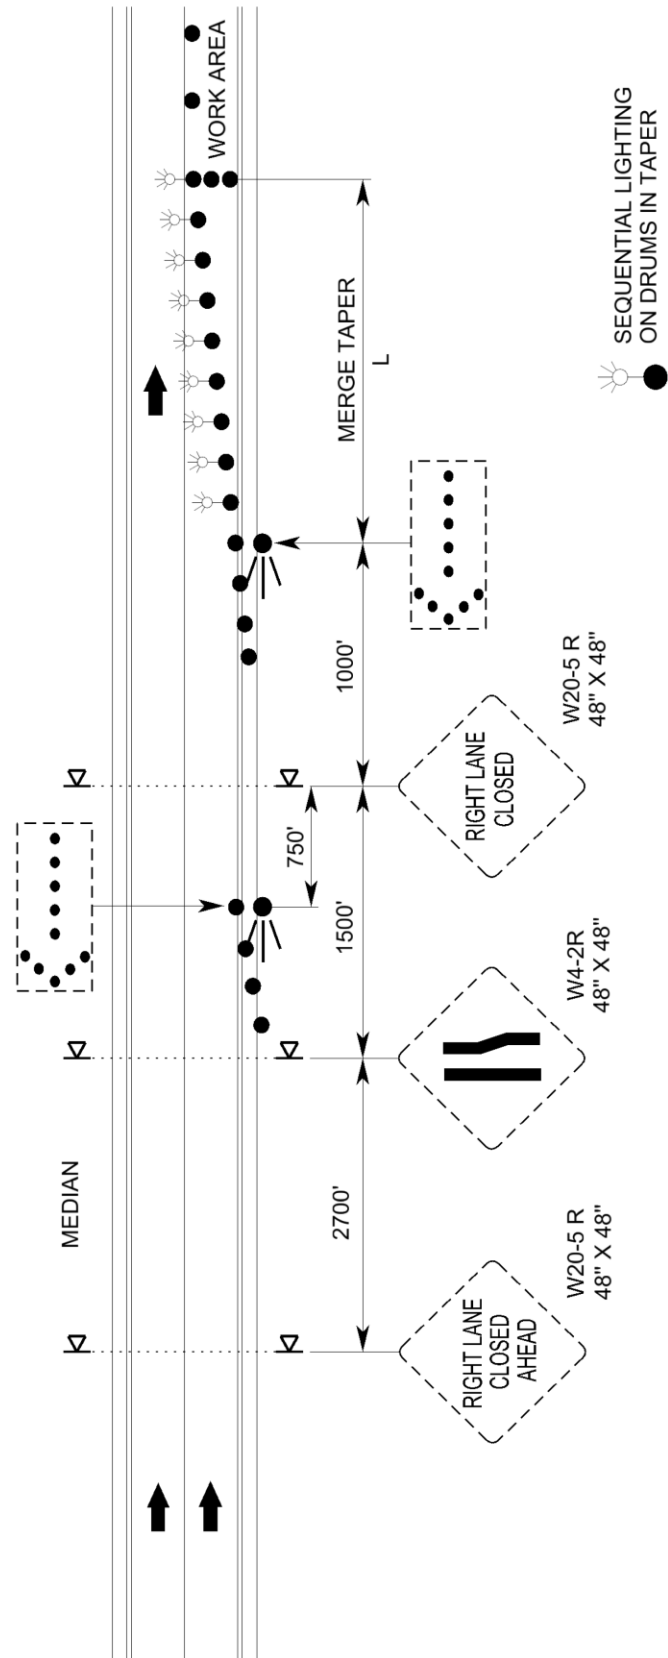 MEDIAN
WORK AREA
2700'
1500'
750'
1000'
MERGE TAPER
L
RIGHT LANE
CLOSED
AHEAD
W20-5 R
48" X 48"
W4-2R
48" X 48"
RIGHT LANE
CLOSED
W20-5 R
48" X 48"
SEQUENTIAL LIGHTING
ON DRUMS IN TAPER